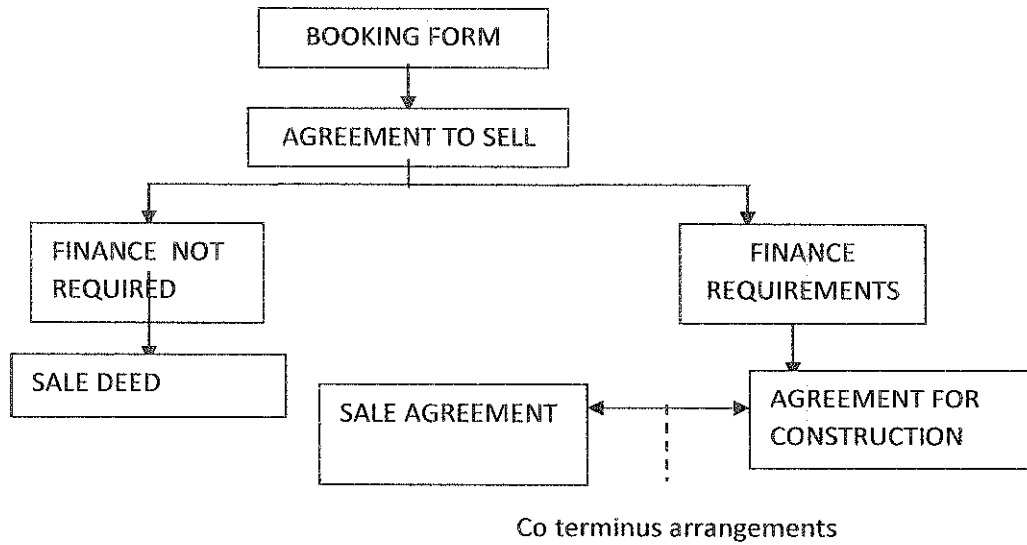 BOOKING FORM
AGREEMENT TO SELL
FINANCE NOT
REQUIRED
FINANCE
REQUIREMENTS
SALE DEED
SALE AGREEMENT
AGREEMENT FOR
CONSTRUCTION
Co terminus arrangements